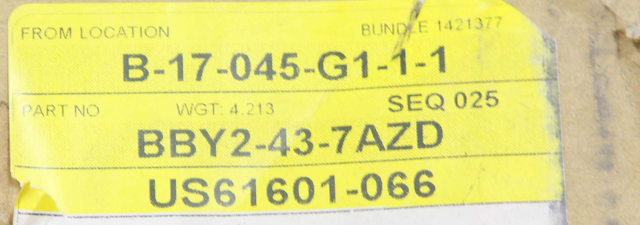 FROM LOCATION BUNDLE 1421377
B-17-045-G1-1-1
PART NO WGT: 4.213 SEQ 025
BBY2-43-7AZD
US61601-066